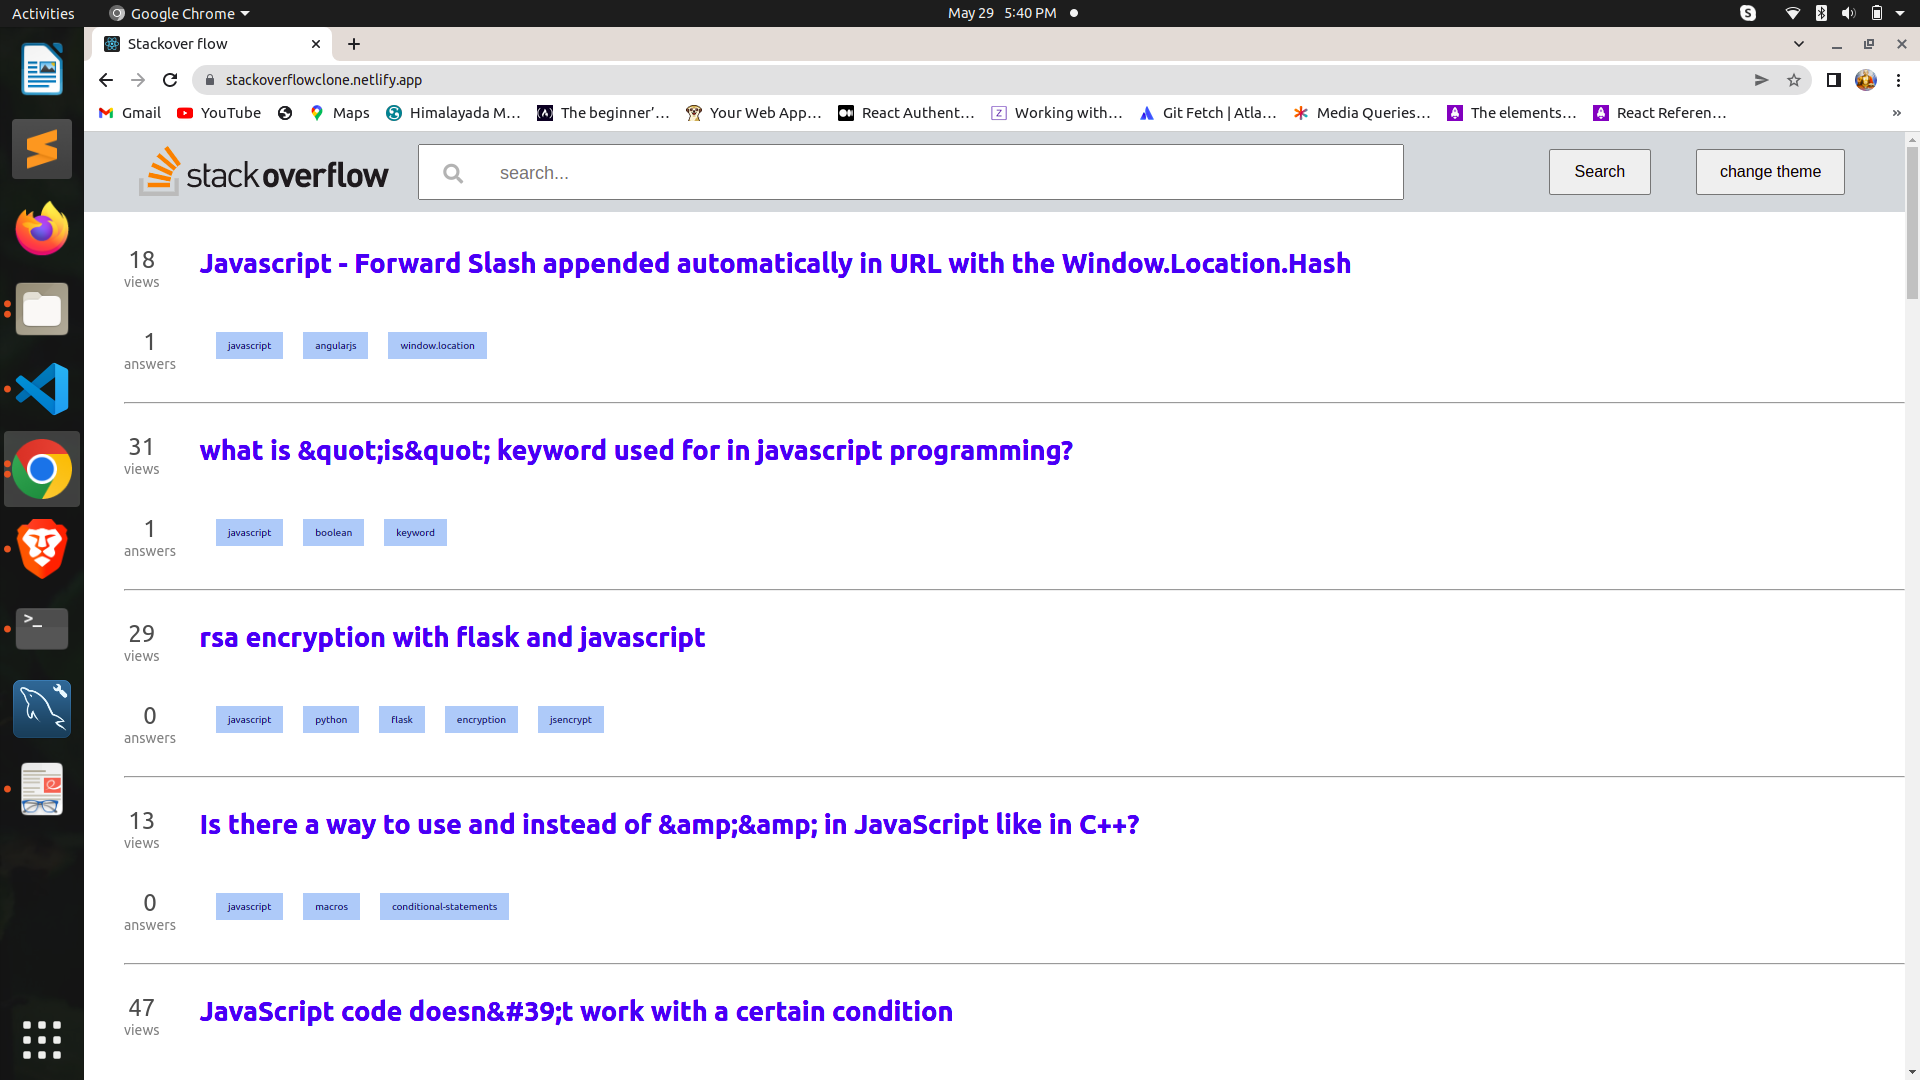 Activities Google Chrome May 29 5:40 PM
Stackover flow
stackoverflowclone.netlify.app
Gmail YouTube Maps Himalayada M... The beginner’... Your Web App... React Authent... Working with... Git Fetch | Atla... Media Queries... The elements... React Referen... »
stack overflow search... Search change theme
18 views
Javascript - Forward Slash appended automatically in URL with the Window.Location.Hash
1 answers
javascript angularjs window.location
31 views
what is &quot;is&quot; keyword used for in javascript programming?
1 answers
javascript boolean keyword
29 views
rsa encryption with flask and javascript
0 answers
javascript python flask encryption jsencrypt
13 views
Is there a way to use and instead of &amp;&amp; in JavaScript like in C++?
0 answers
javascript macros conditional-statements
47 views
JavaScript code doesn&#39;t work with a certain condition